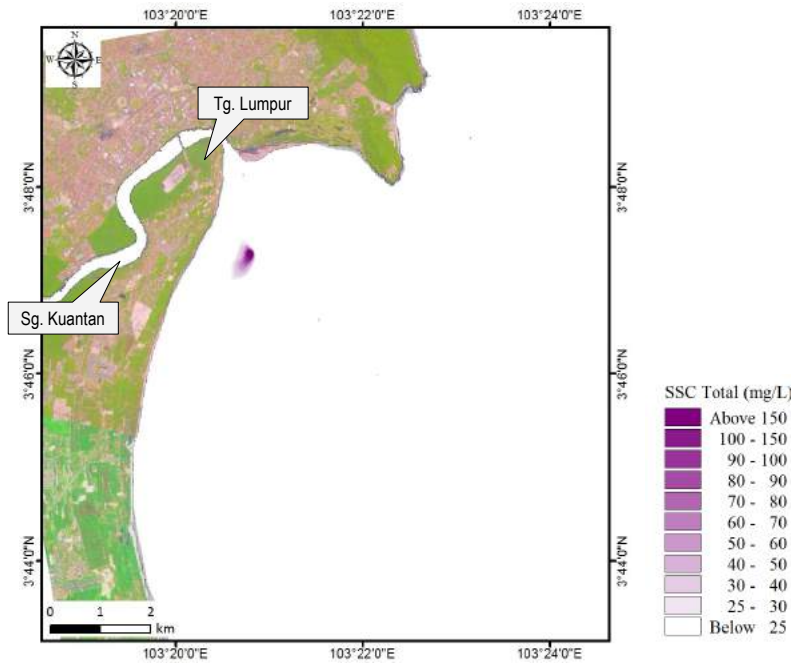 103°20'0"E 103°22'0"E 103°24'0"E
N
W E
S
Tg. Lumpur
3°48'0"N 3°48'0"N
Sg. Kuantan
3°46'0"N 3°46'0"N
SSC Total (mg/L)
Above 150
100 - 150
90 - 100
80 - 90
70 - 80
60 - 70
50 - 60
40 - 50
30 - 40
25 - 30
Below 25
3°44'0"N 3°44'0"N
0 1 2
km
103°20'0"E 103°22'0"E 103°24'0"E